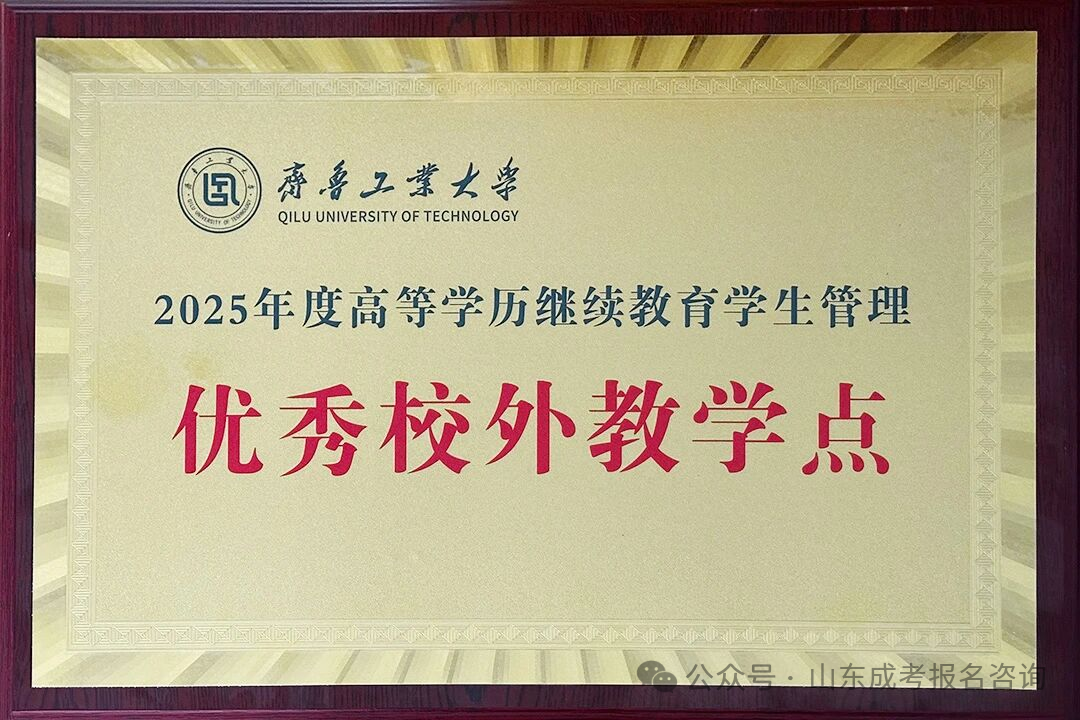 齐鲁工业大学
QILU UNIVERSITY OF TECHNOLOGY
2025年度高等学历继续教育学生管理
优秀校外教学点
公众号·山东成考报名咨询